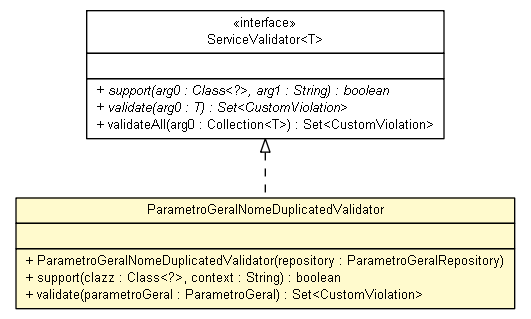 «interface»
ServiceValidator<T>
+ support(arg0 : Class<?>, arg1 : String) : boolean
+ validate(arg0 : T) : Set<CustomViolation>
+ validateAll(arg0 : Collection<T>) : Set<CustomViolation>
ParametroGeralNomeDuplicatedValidator
+ ParametroGeralNomeDuplicatedValidator(repository : ParametroGeralRepository)
+ support(clazz : Class<?>, context : String) : boolean
+ validate(parametroGeral : ParametroGeral) : Set<CustomViolation>